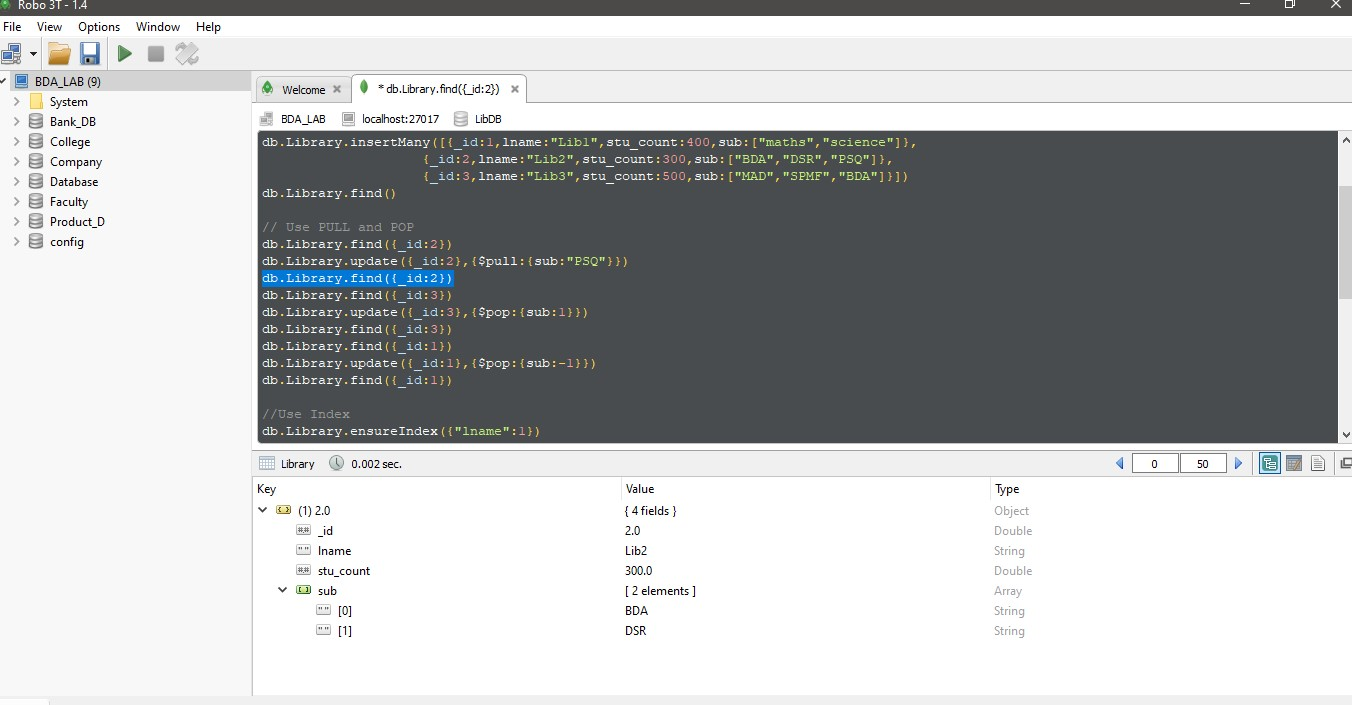 Robo 3T - 1.4
File View Options Window Help
BDA_LAB (9)
System
Bank_DB
College
Company
Database
Faculty
Product_D
config
Welcome
* db.Library.find({_id:2})
BDA_LAB localhost:27017 LibDB
db.Library.insertMany([{_id:1,lname:"Lib1",stu_count:400,sub:["maths","science"]},
{_id:2,lname:"Lib2",stu_count:300,sub:["BDA","DSR","PSQ"]},
{_id:3,lname:"Lib3",stu_count:500,sub:["MAD","SPMF","BDA"]}])
db.Library.find()
// Use PULL and POP
db.Library.find({_id:2})
db.Library.update({_id:2},{$pull:{sub:"PSQ"}})
db.Library.find({_id:2})
db.Library.find({_id:3})
db.Library.update({_id:3},{$pop:{sub:1}})
db.Library.find({_id:3})
db.Library.find({_id:1})
db.Library.update({_id:1},{$pop:{sub:-1}})
db.Library.find({_id:1})
//Use Index
db.Library.ensureIndex({"lname":1})
Library 0.002 sec. 0 50
Key Value Type
(1) 2.0 { 4 fields } Object
_id 2.0 Double
lname Lib2 String
stu_count 300.0 Double
sub [ 2 elements ] Array
[0] BDA String
[1] DSR String